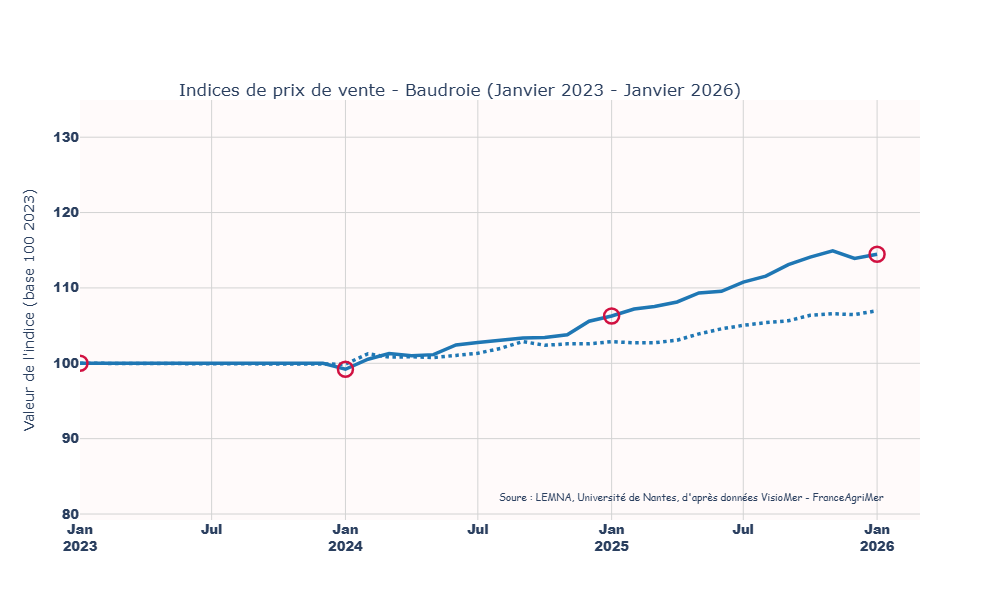 Indices de prix de vente - Baudroie (Janvier 2023 - Janvier 2026)
Valeur de l'indice (base 100 2023)
130
120
110
100
90
80
Soure : LEMNA, Université de Nantes, d'après données VisioMer - FranceAgriMer
Jan Jul Jan Jul Jan Jul Jan
2023 2024 2025 2026